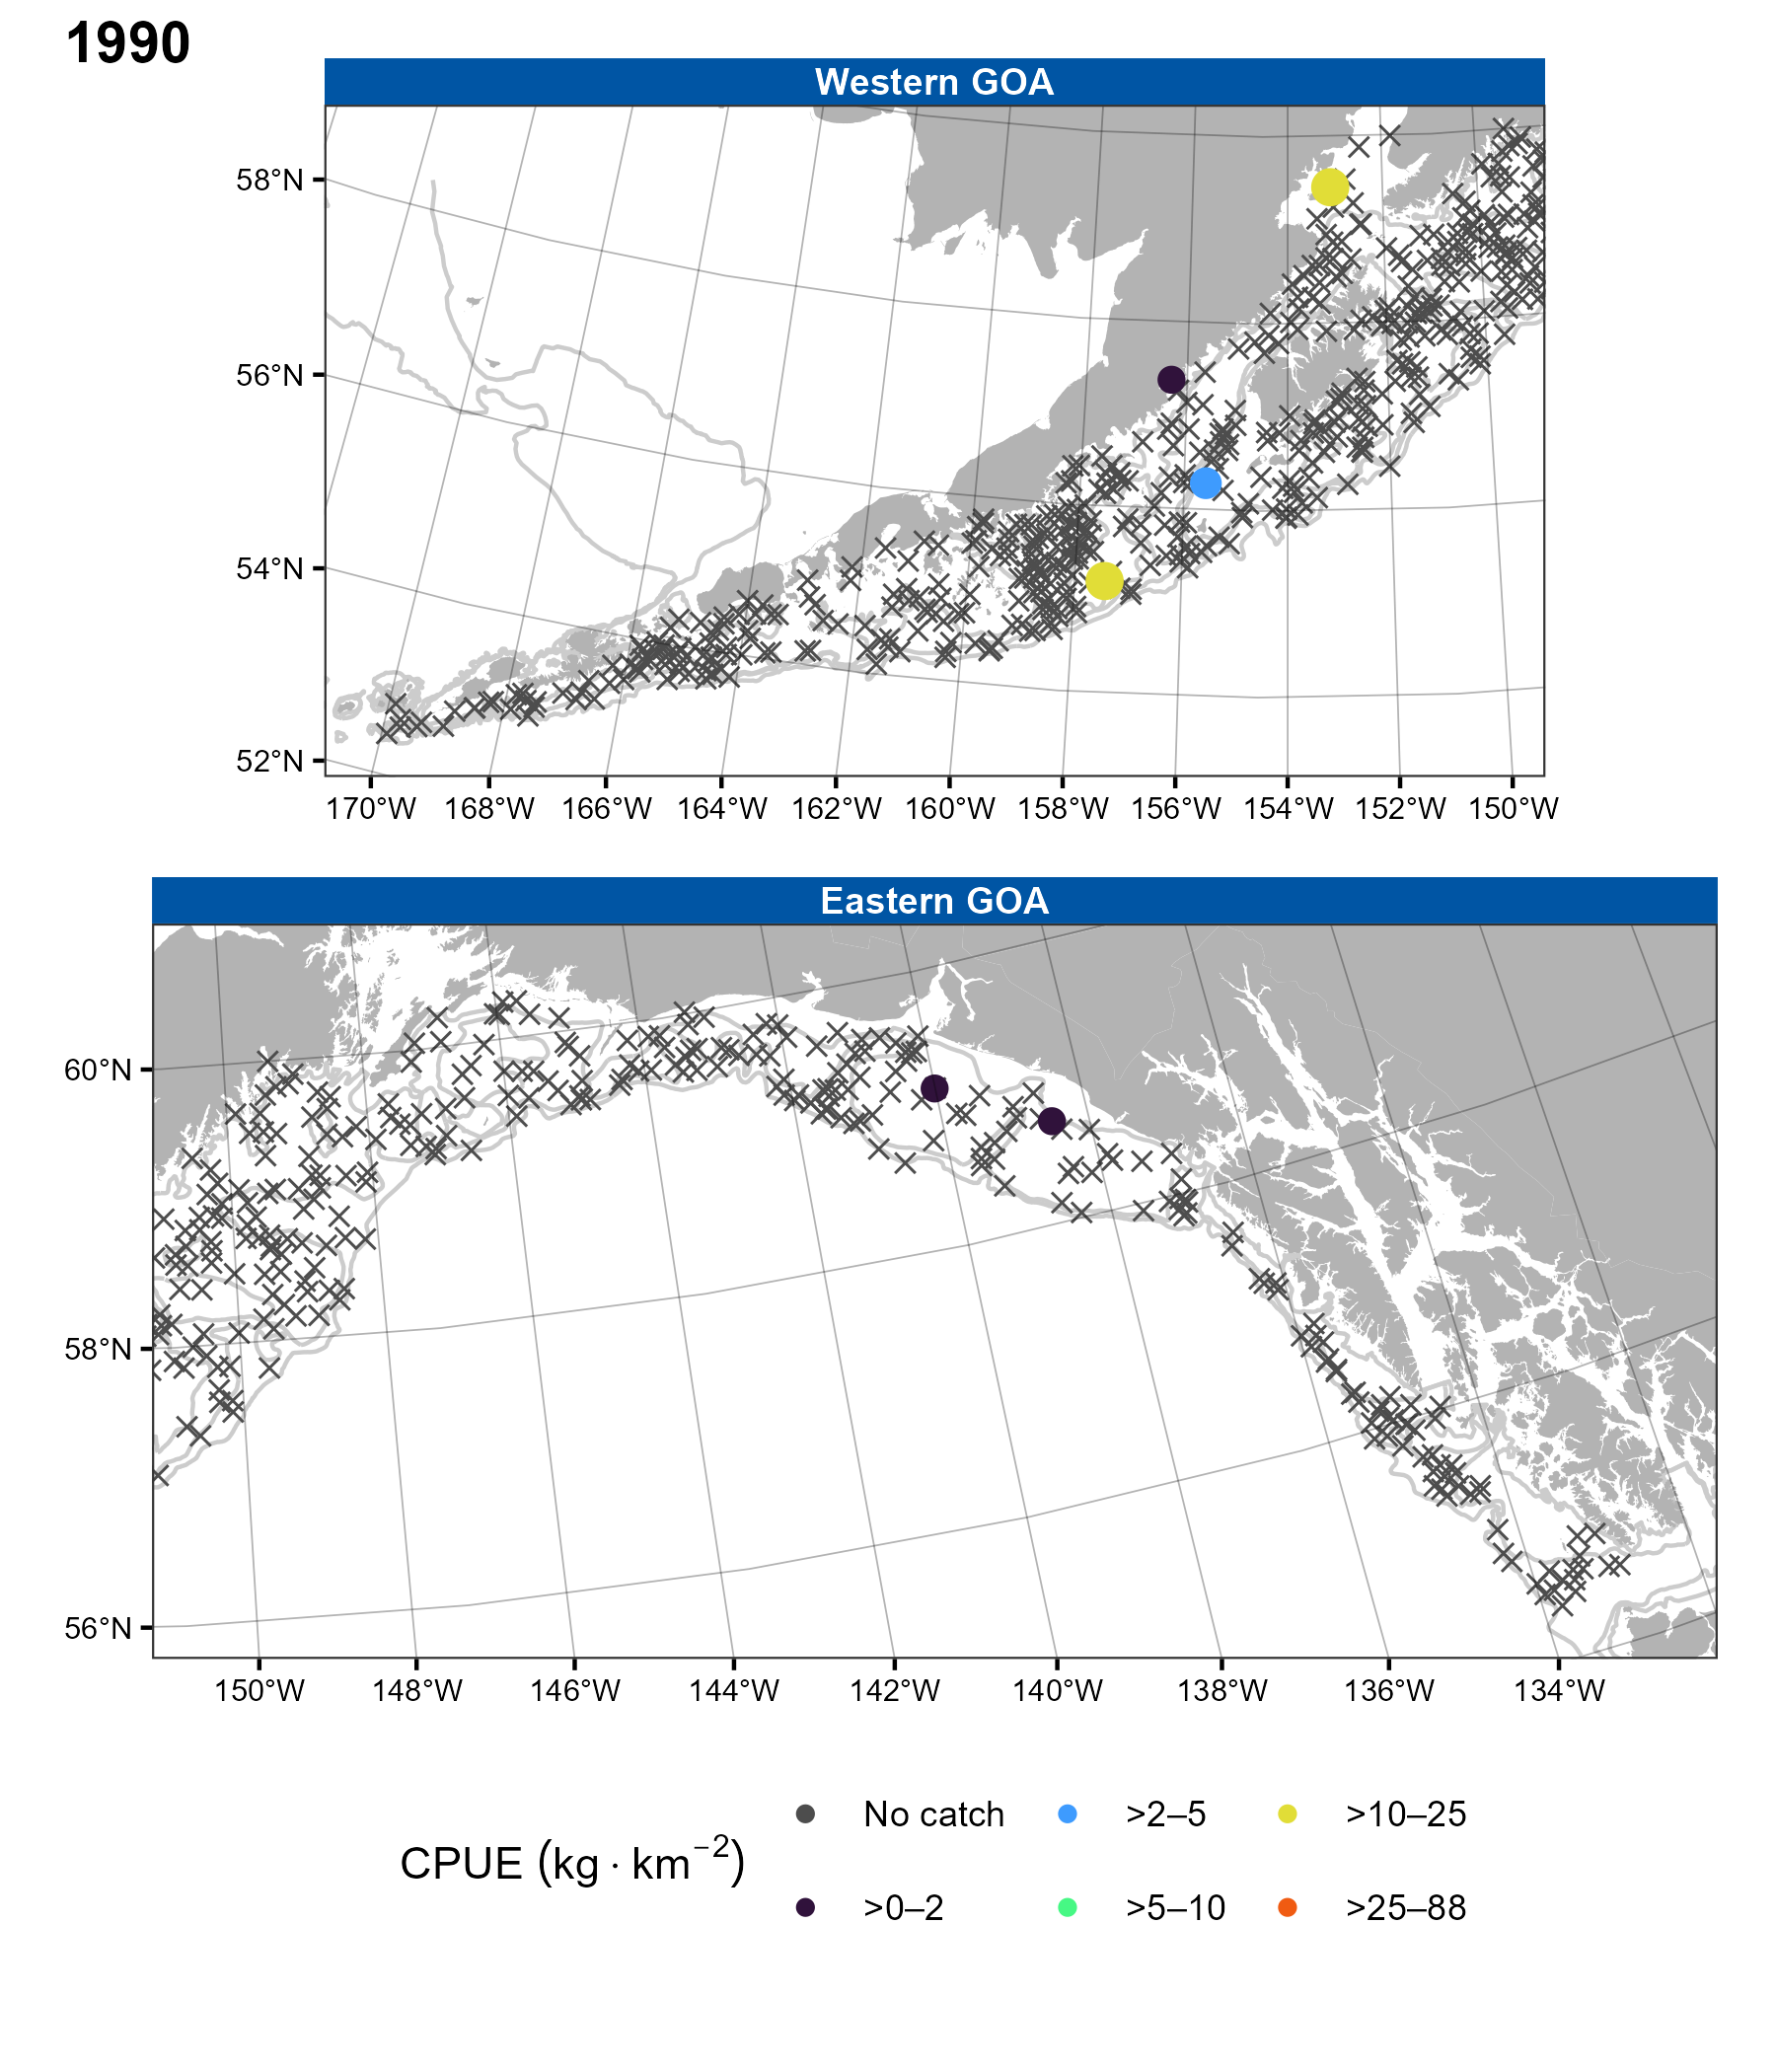 1990
Western GOA
58°N
56°N
54°N
52°N
170°W 168°W 166°W 164°W 162°W 160°W 158°W 156°W 154°W 152°W 150°W
Eastern GOA
60°N
58°N
56°N
150°W 148°W 146°W 144°W 142°W 140°W 138°W 136°W 134°W
CPUE (kg · km⁻²)
No catch >2–5 >10–25
>0–2 >5–10 >25–88